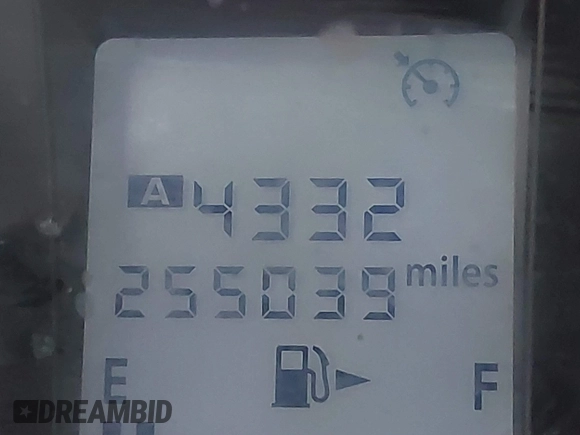 A 4332
255039 miles
E F
DREAMBID